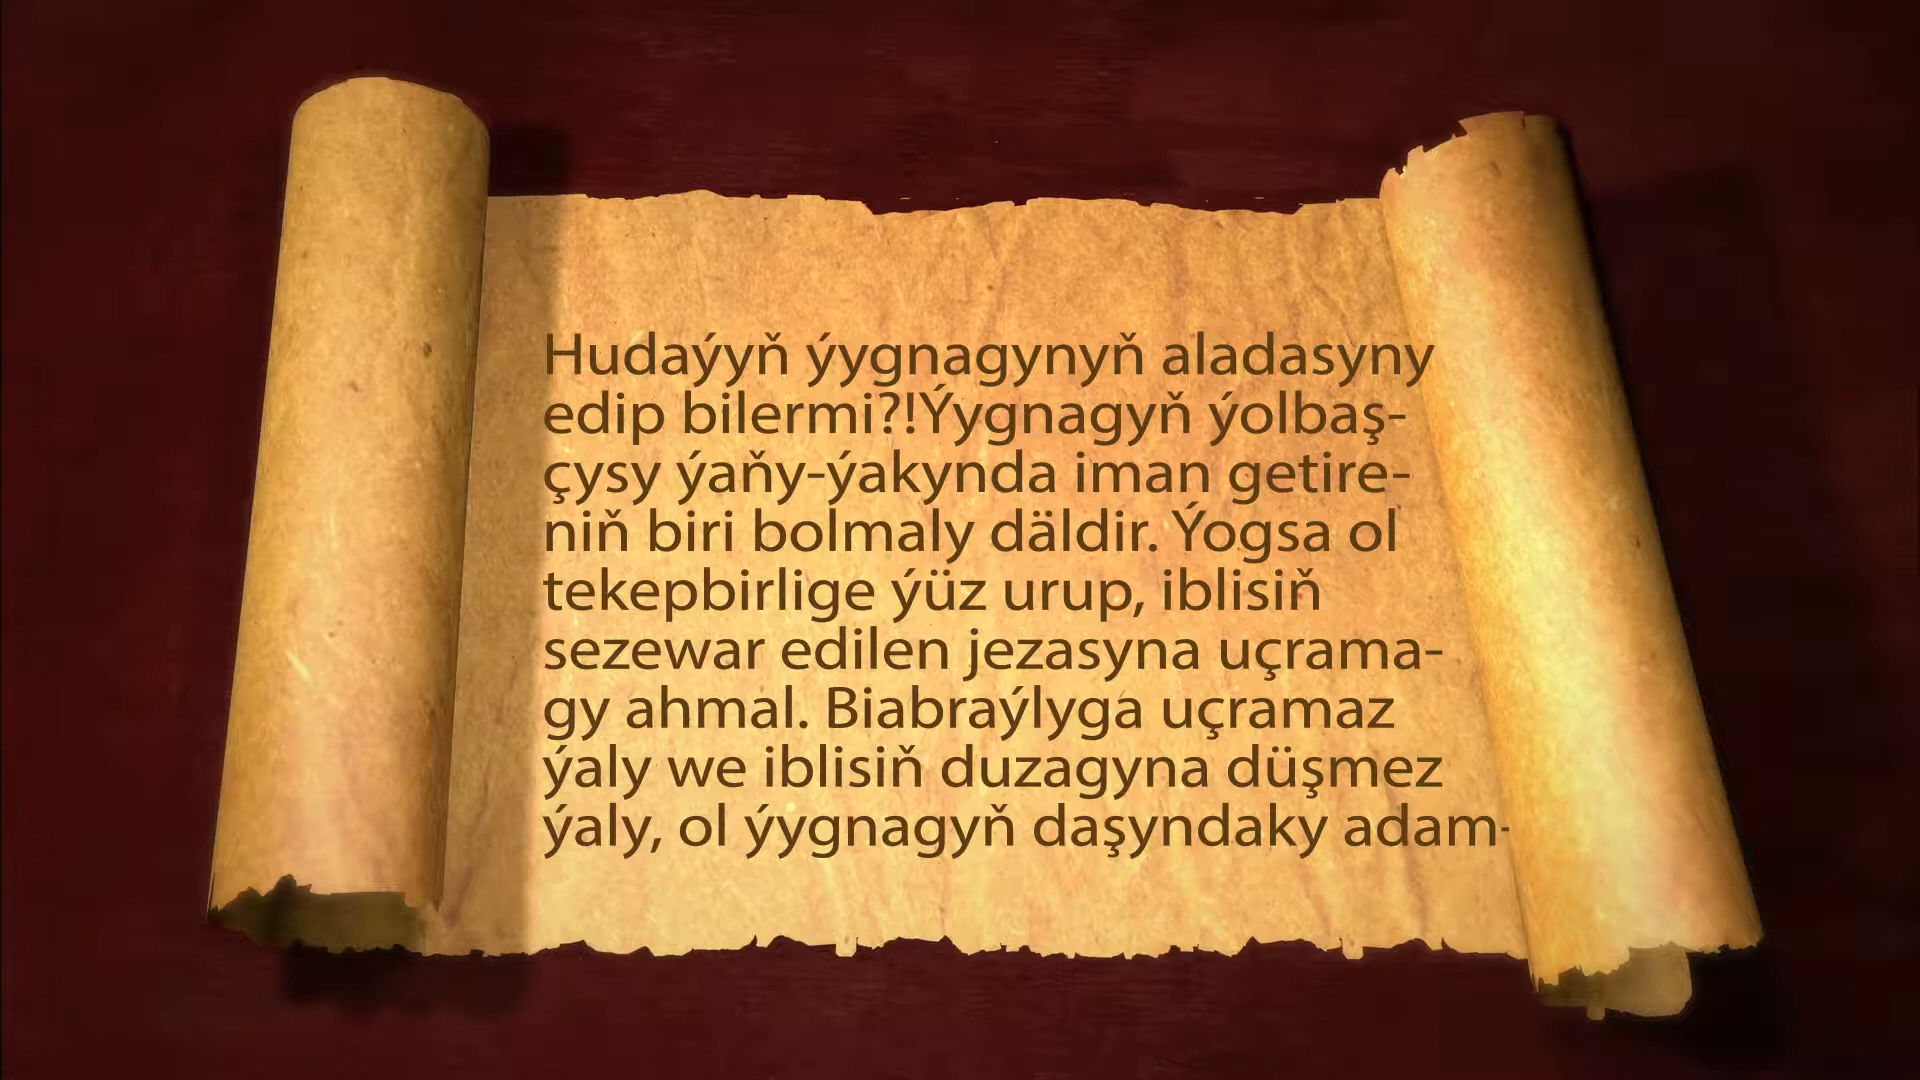 Hudaýyň ýygnagynyň aladasyny
edip bilermi?!Ýygnagyň ýolbaş-
çysy ýaňy-ýakynda iman getire-
niň biri bolmaly däldir. Ýogsa ol
tekepbirlige ýüz urup, iblisiň
sezewar edilen jezasyna uçrama-
gy ahmal. Biabraýlyga uçramaz
ýaly we iblisiň duzagyna düşmez
ýaly, ol ýygnagyň daşyndaky adam-